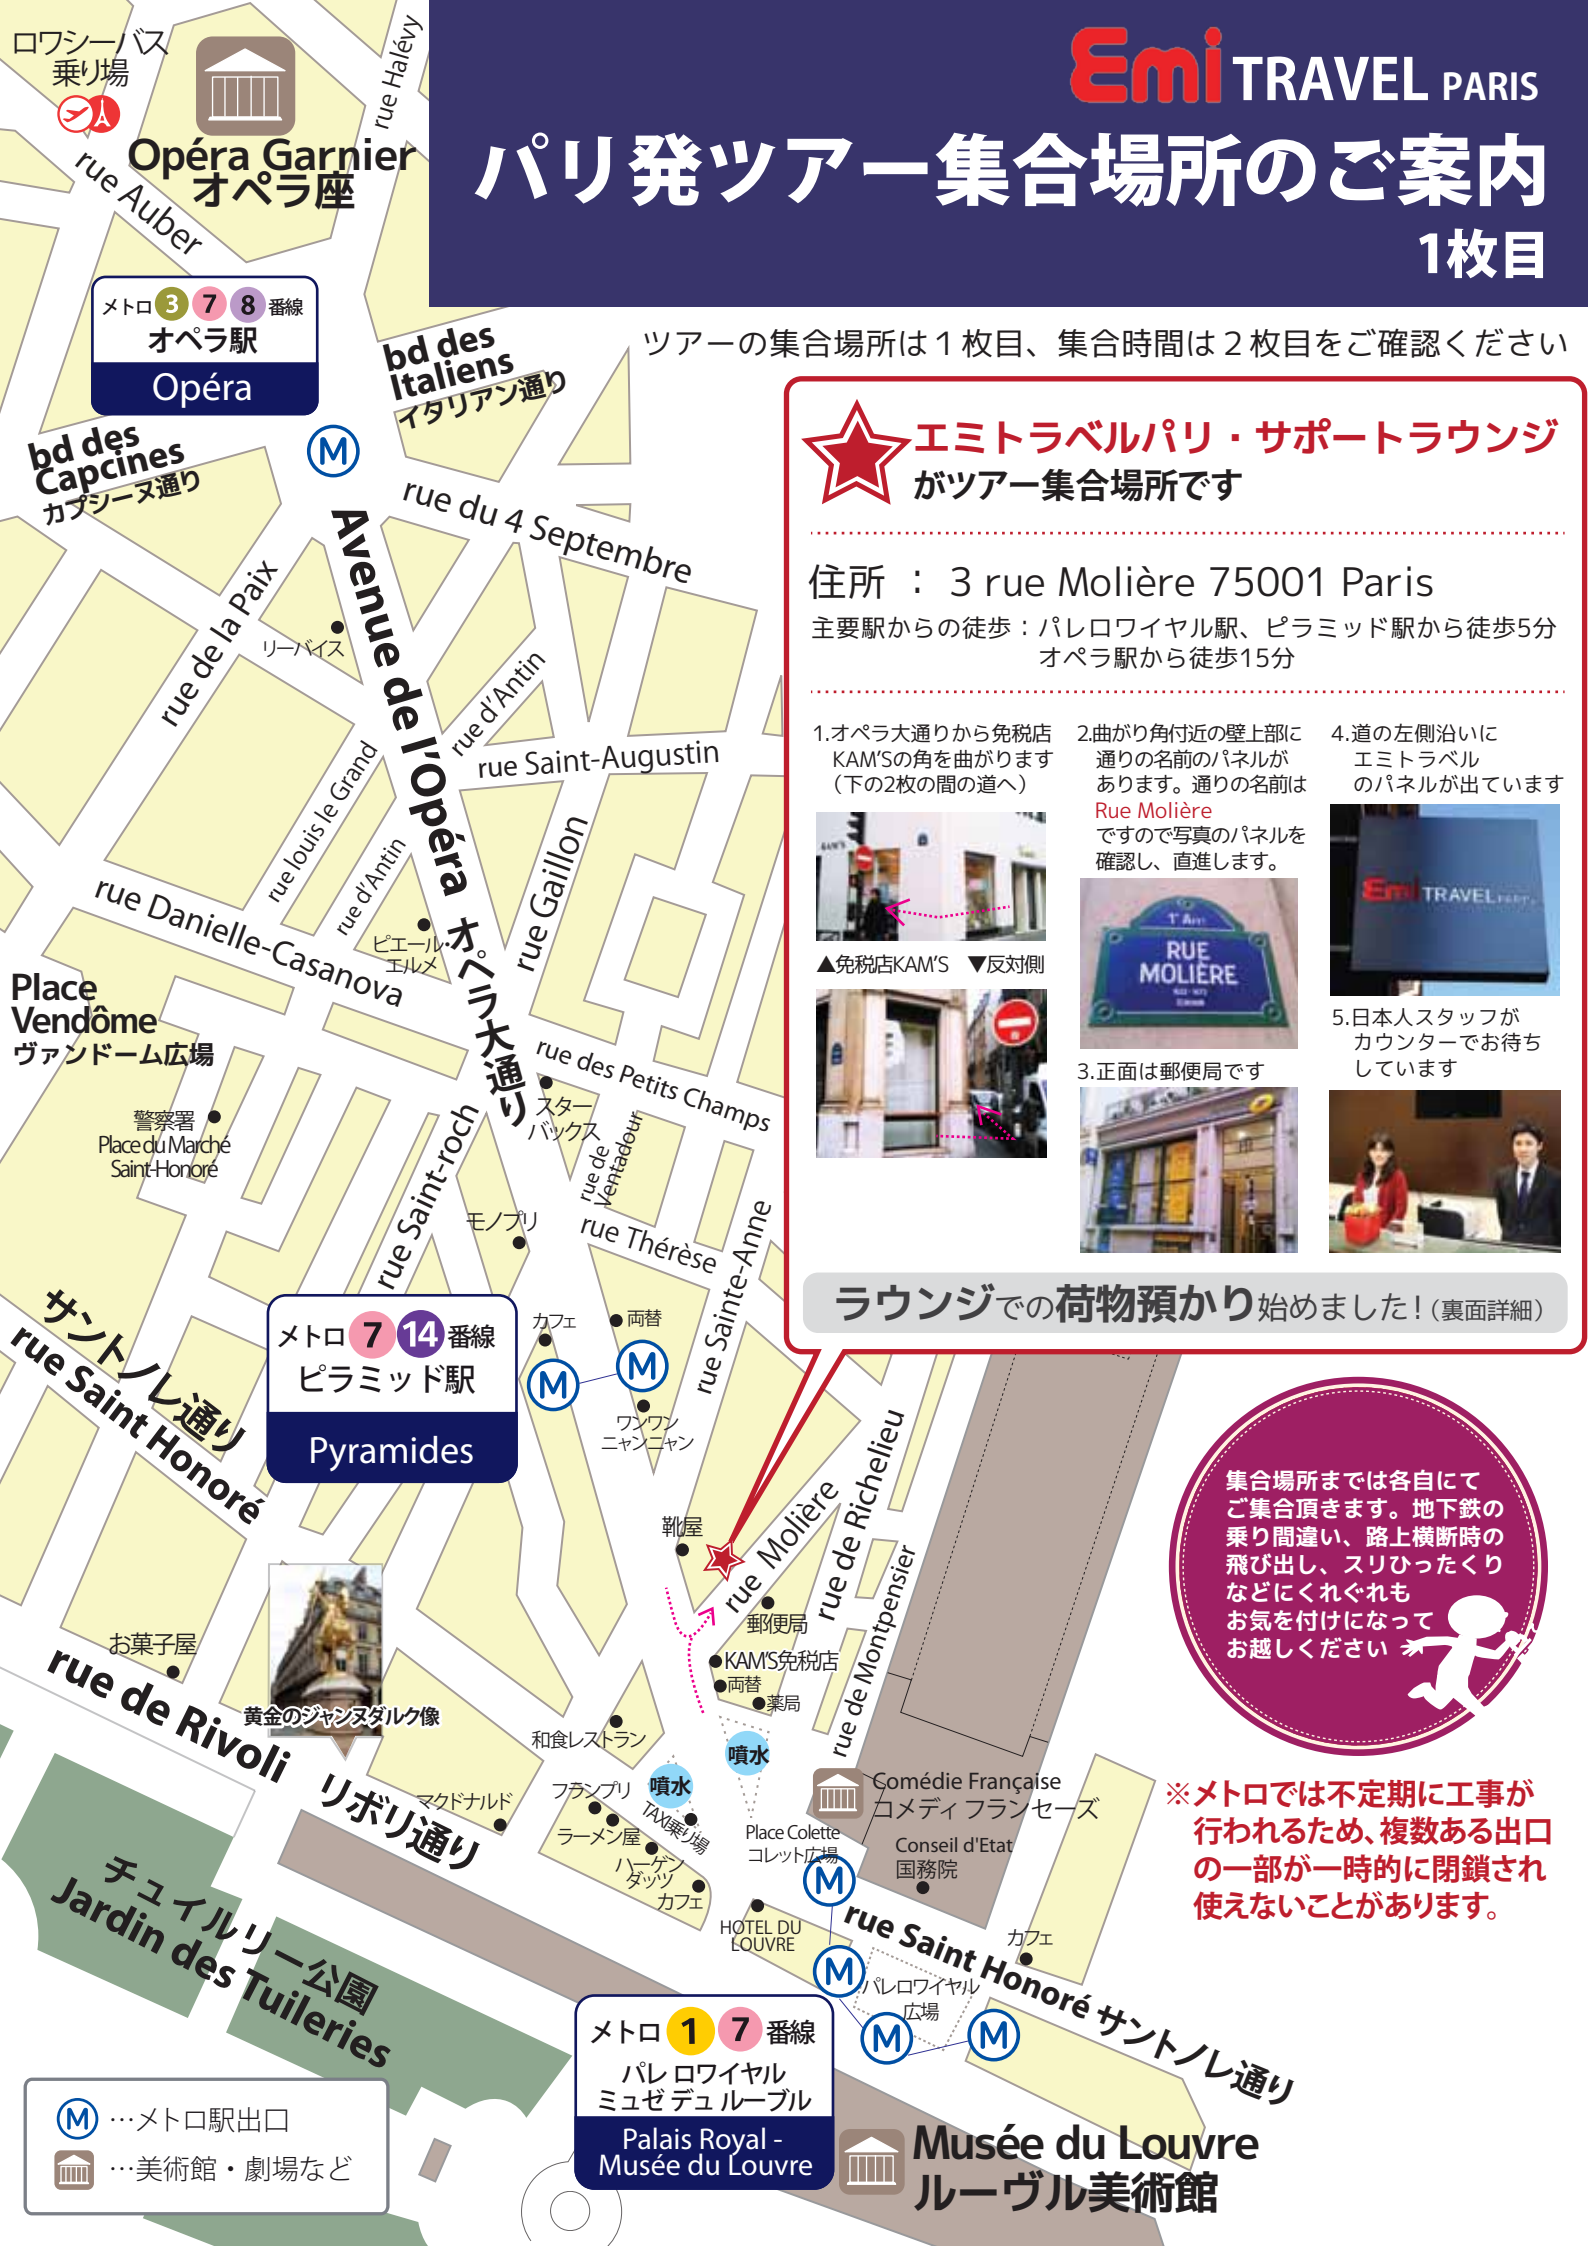 Emi TRAVEL PARIS
パリ発ツアー集合場所のご案内
1枚目
ツアーの集合場所は１枚目、集合時間は２枚目をご確認ください
エミトラベルパリ・サポートラウンジ
がツアー集合場所です
住所 ： 3 rue Molière 75001 Paris
主要駅からの徒歩：パレロワイヤル駅、ピラミッド駅から徒歩5分
オペラ駅から徒歩15分
1.オペラ大通りから免税店
KAM'Sの角を曲がります
（下の2枚の間の道へ）
KAM'S
▲免税店KAM'S　▼反対側
2.曲がり角付近の壁上部に
通りの名前のパネルが
あります。通りの名前は
Rue Molière
ですので写真のパネルを
確認し、直進します。
1er Arrt
RUE
MOLIÈRE
3.正面は郵便局です
4.道の左側沿いに
エミトラベル
のパネルが出ています
Emi TRAVEL PARIS
5.日本人スタッフが
カウンターでお待ち
しています
ラウンジでの荷物預かり始めました！（裏面詳細）
集合場所までは各自にて
ご集合頂きます。地下鉄の
乗り間違い、路上横断時の
飛び出し、スリひったくり
などにくれぐれも
お気を付けになって
お越しください
※メトロでは不定期に工事が
行われるため、複数ある出口
の一部が一時的に閉鎖され
使えないことがあります。
ロワシーバス
乗り場
rue Halévy
Opéra Garnier
オペラ座
rue Auber
メトロ 3 7 8 番線
オペラ駅
Opéra
bd des
Italiens
イタリアン通り
bd des
Capcines
カプシーヌ通り
M
rue du 4 Septembre
Avenue de l'Opéra オペラ大通り
rue de la Paix
リーバイス
rue d'Antin
rue Saint-Augustin
rue louis le Grand
rue d'Antin
rue Gaillon
rue Danielle-Casanova
ピエール・
エルメ
Place
Vendôme
ヴァンドーム広場
rue des Petits Champs
スター
バックス
警察署
Place du Marché
Saint-Honoré
rue Saint-roch
rue de
Ventadour
モノプリ
rue Thérèse
rue Sainte-Anne
サントノレ通り
rue Saint Honoré
メトロ 7 14 番線
ピラミッド駅
Pyramides
カフェ
両替
M
M
ワンワン
ニャンニャン
靴屋
rue Molière
rue de Richelieu
rue de Montpensier
郵便局
KAM'S免税店
両替
薬局
お菓子屋
rue de Rivoli リボリ通り
黄金のジャンヌダルク像
和食レストラン
噴水
噴水
フランプリ
TAXI乗り場
マクドナルド
ラーメン屋
ハーゲン
ダッツ
カフェ
Comédie Française
コメディ フランセーズ
Place Colette
コレット広場
Conseil d'Etat
国務院
M
HOTEL DU
LOUVRE
rue Saint Honoré サントノレ通り
カフェ
M
パレロワイヤル
広場
M
M
チュイルリー公園
Jardin des Tuileries
メトロ 1 7 番線
パレ ロワイヤル
ミュゼ デュ ルーブル
Palais Royal -
Musée du Louvre
Musée du Louvre
ルーヴル美術館
M …メトロ駅出口
…美術館・劇場など